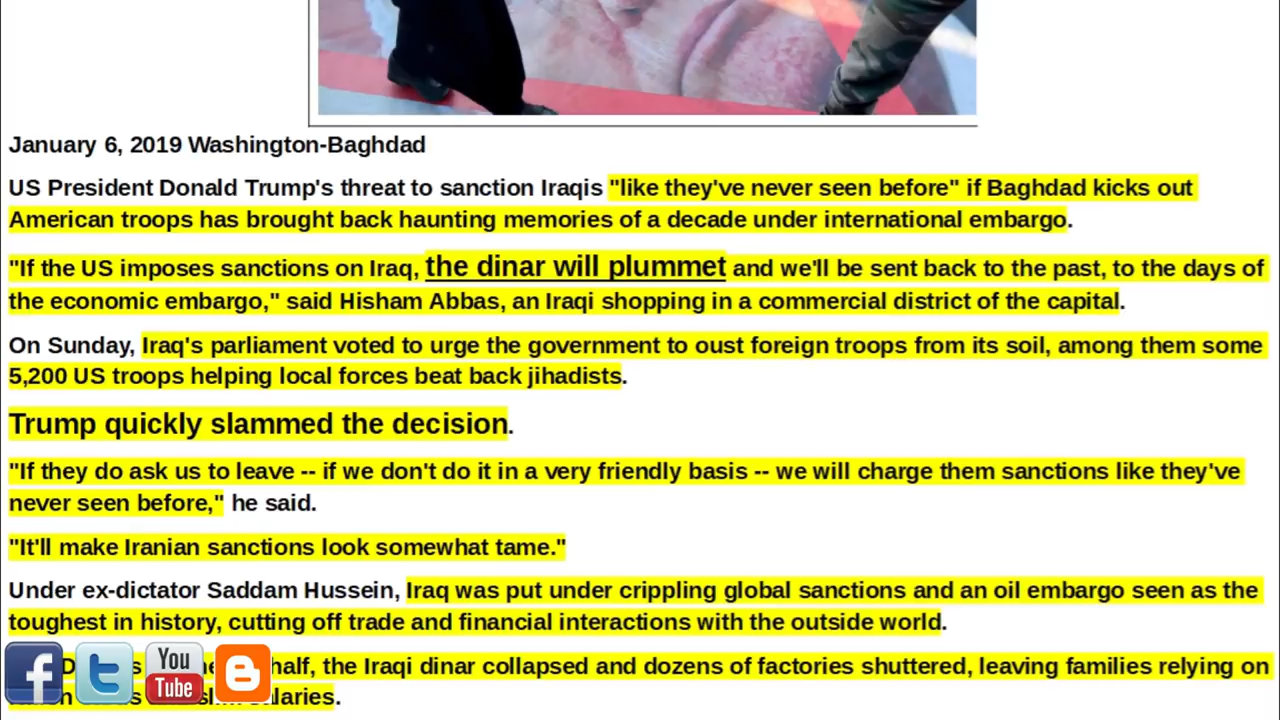 January 6, 2019 Washington-Baghdad
US President Donald Trump's threat to sanction Iraqis "like they've never seen before" if Baghdad kicks out
American troops has brought back haunting memories of a decade under international embargo.
"If the US imposes sanctions on Iraq, the dinar will plummet and we'll be sent back to the past, to the days of
the economic embargo," said Hisham Abbas, an Iraqi shopping in a commercial district of the capital.
On Sunday, Iraq's parliament voted to urge the government to oust foreign troops from its soil, among them some
5,200 US troops helping local forces beat back jihadists.
Trump quickly slammed the decision.
"If they do ask us to leave -- if we don't do it in a very friendly basis -- we will charge them sanctions like they've
never seen before," he said.
"It'll make Iranian sanctions look somewhat tame."
Under ex-dictator Saddam Hussein, Iraq was put under crippling global sanctions and an oil embargo seen as the
toughest in history, cutting off trade and financial interactions with the outside world.
half, the Iraqi dinar collapsed and dozens of factories shuttered, leaving families relying on
You
Tube